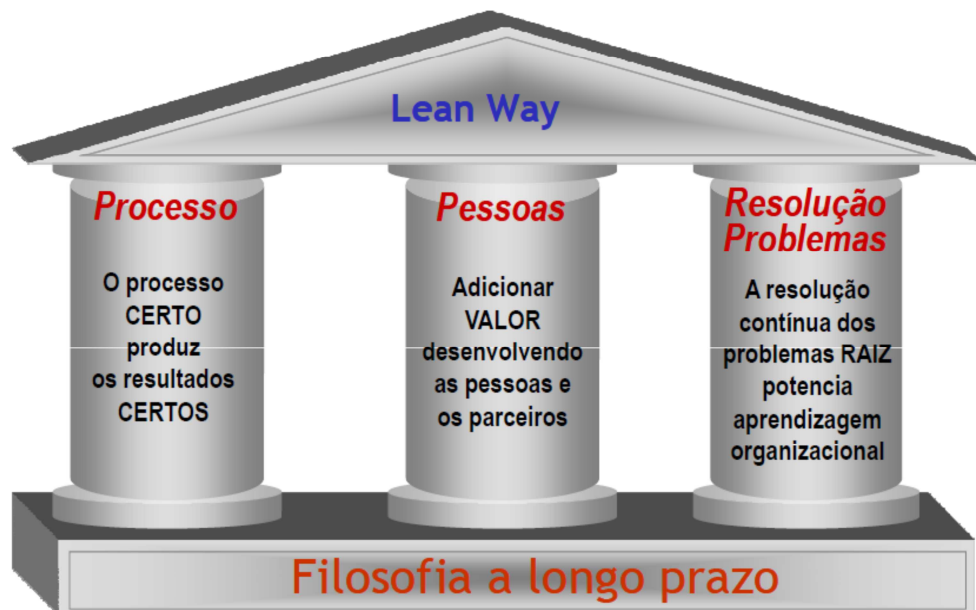 Lean Way
Processo
O processo
CERTO
produz
os resultados
CERTOS
Pessoas
Adicionar
VALOR
desenvolvendo
as pessoas e
os parceiros
Resolução
Problemas
A resolução
contínua dos
problemas RAIZ
potencia
aprendizagem
organizacional
Filosofia a longo prazo